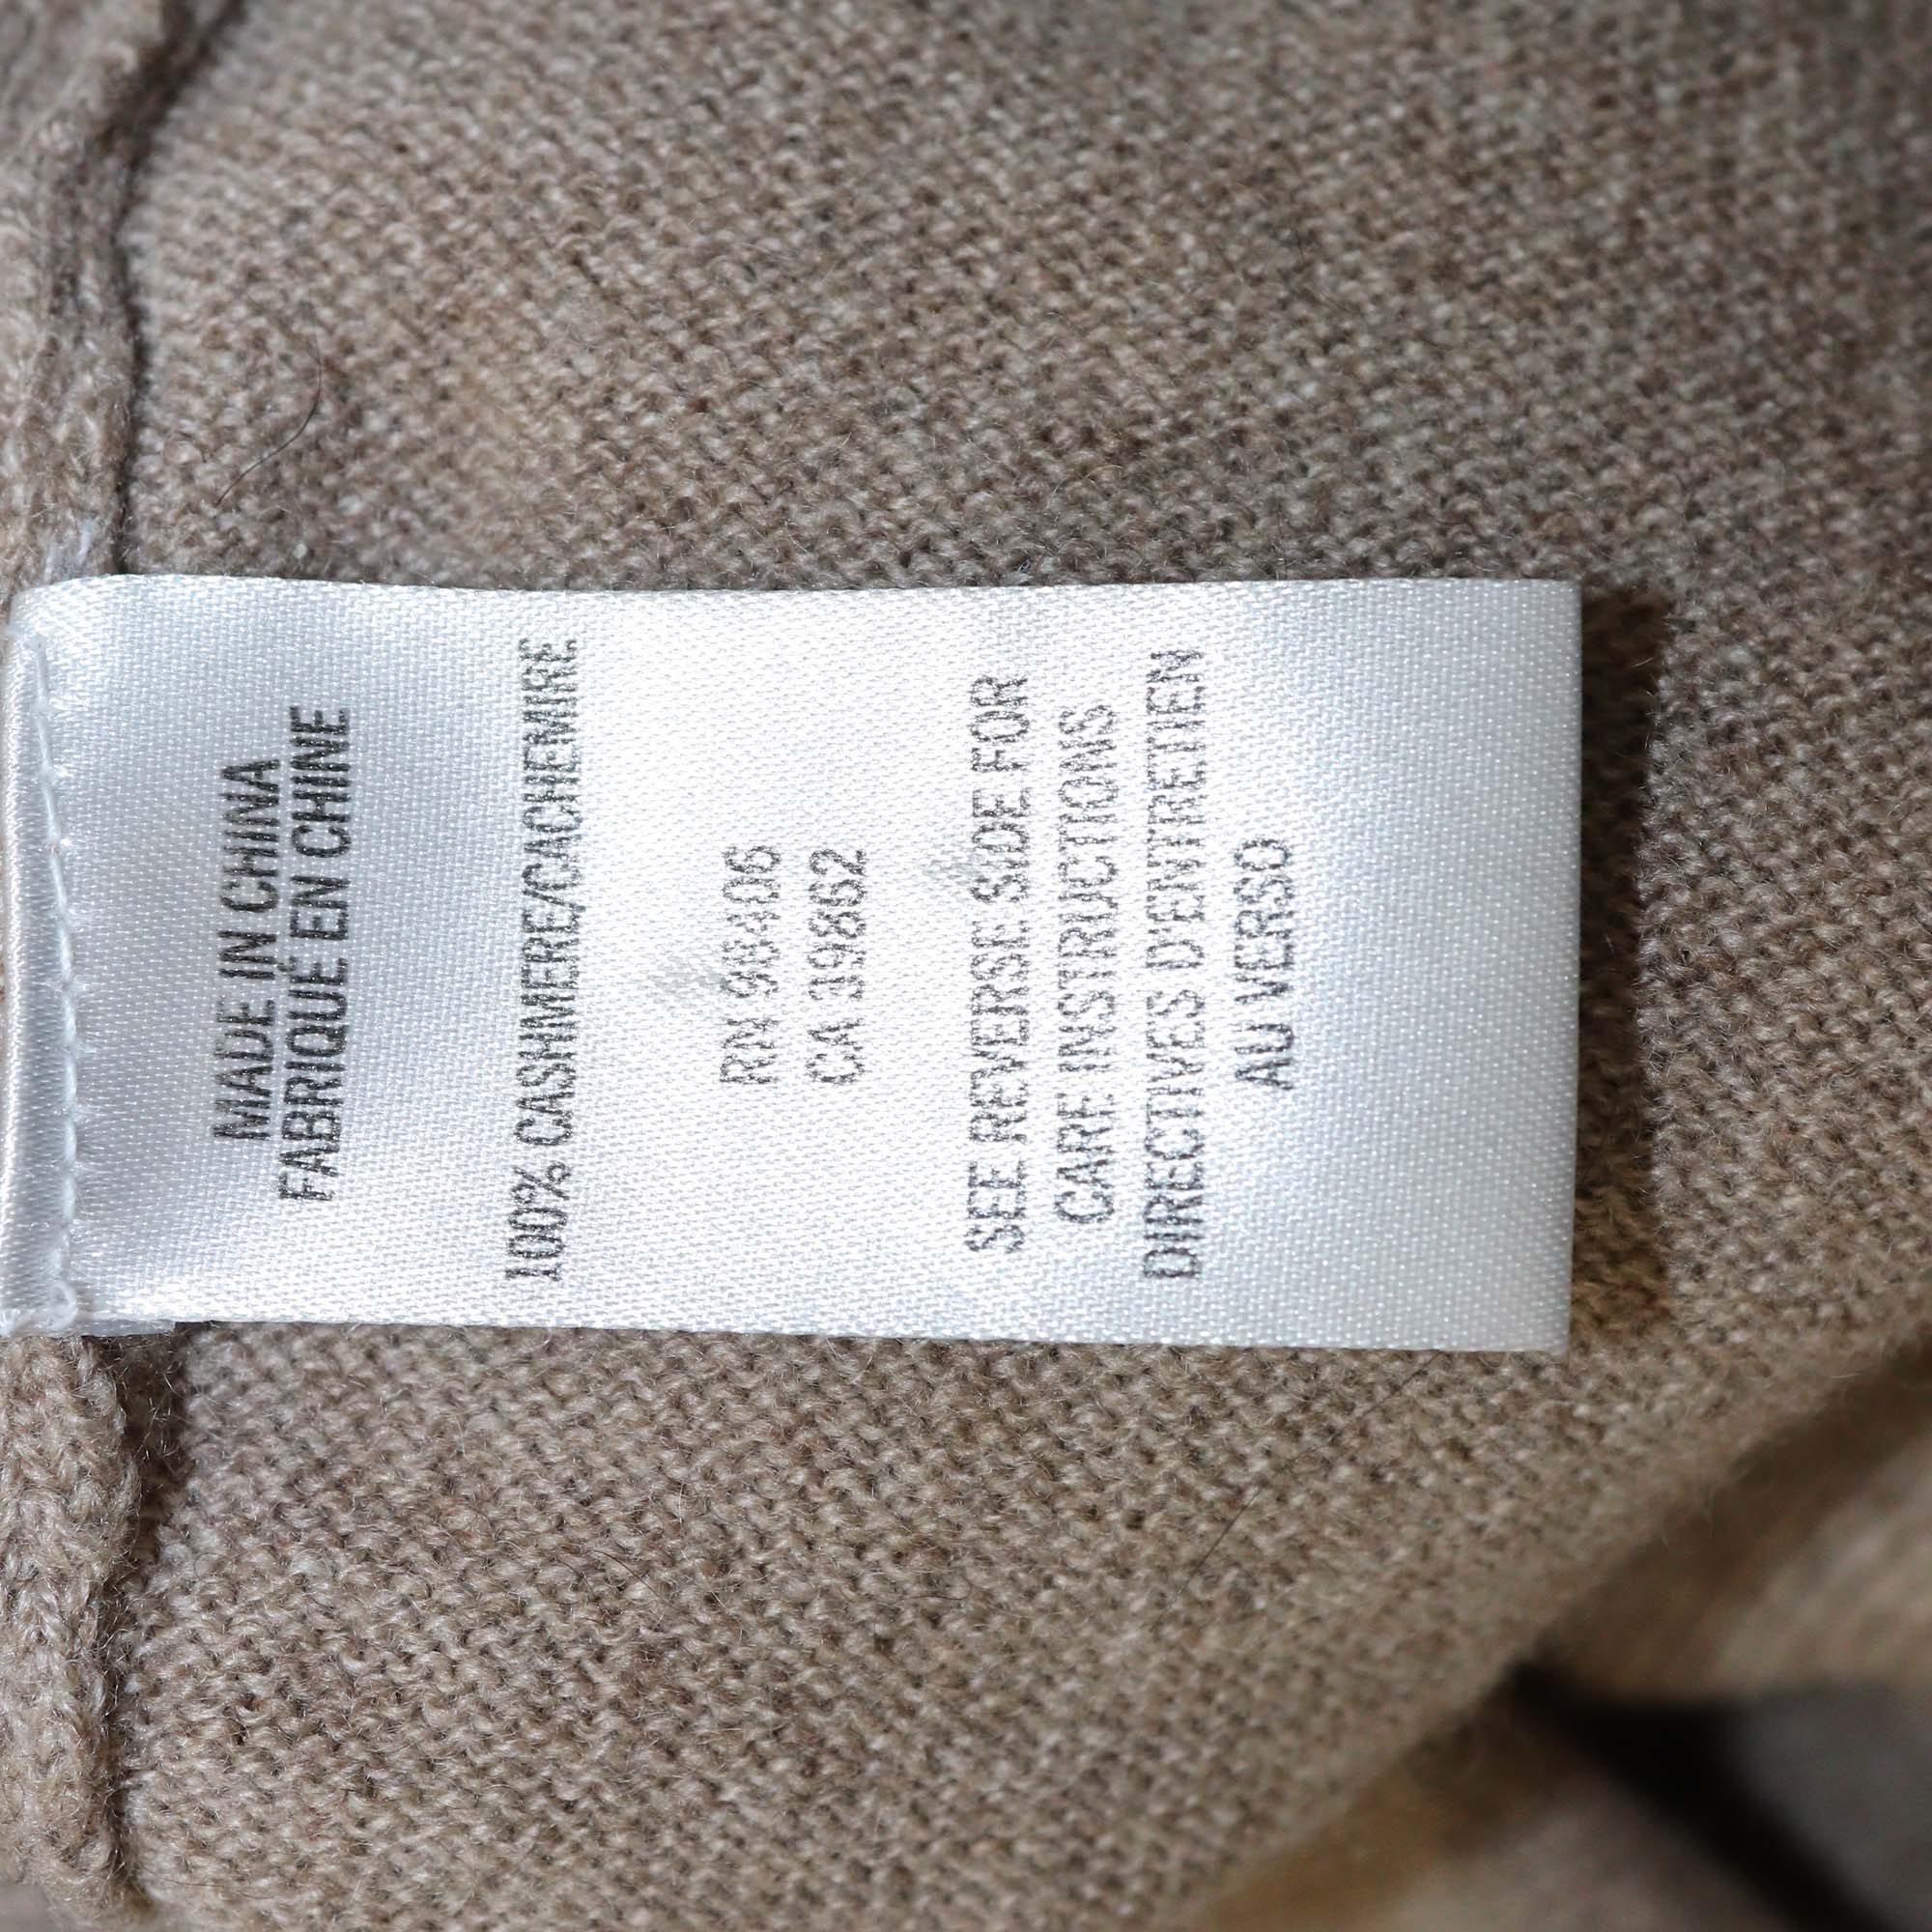 MADE IN CHINA
FABRIQUÉ EN CHINE
100% CASHMERE/CACHEMIRE
RN 98406
CA 39862
SEE REVERSE SIDE FOR
CARE INSTRUCTIONS
DIRECTIVES D'ENTRETIEN
AU VERSO